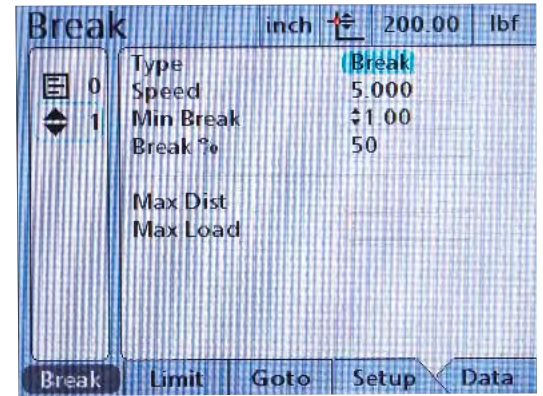 Break inch 200.00 lbf
0
1
Type Break
Speed 5.000
Min Break 1.00
Break % 50
Max Dist
Max Load
Break Limit Goto Setup Data